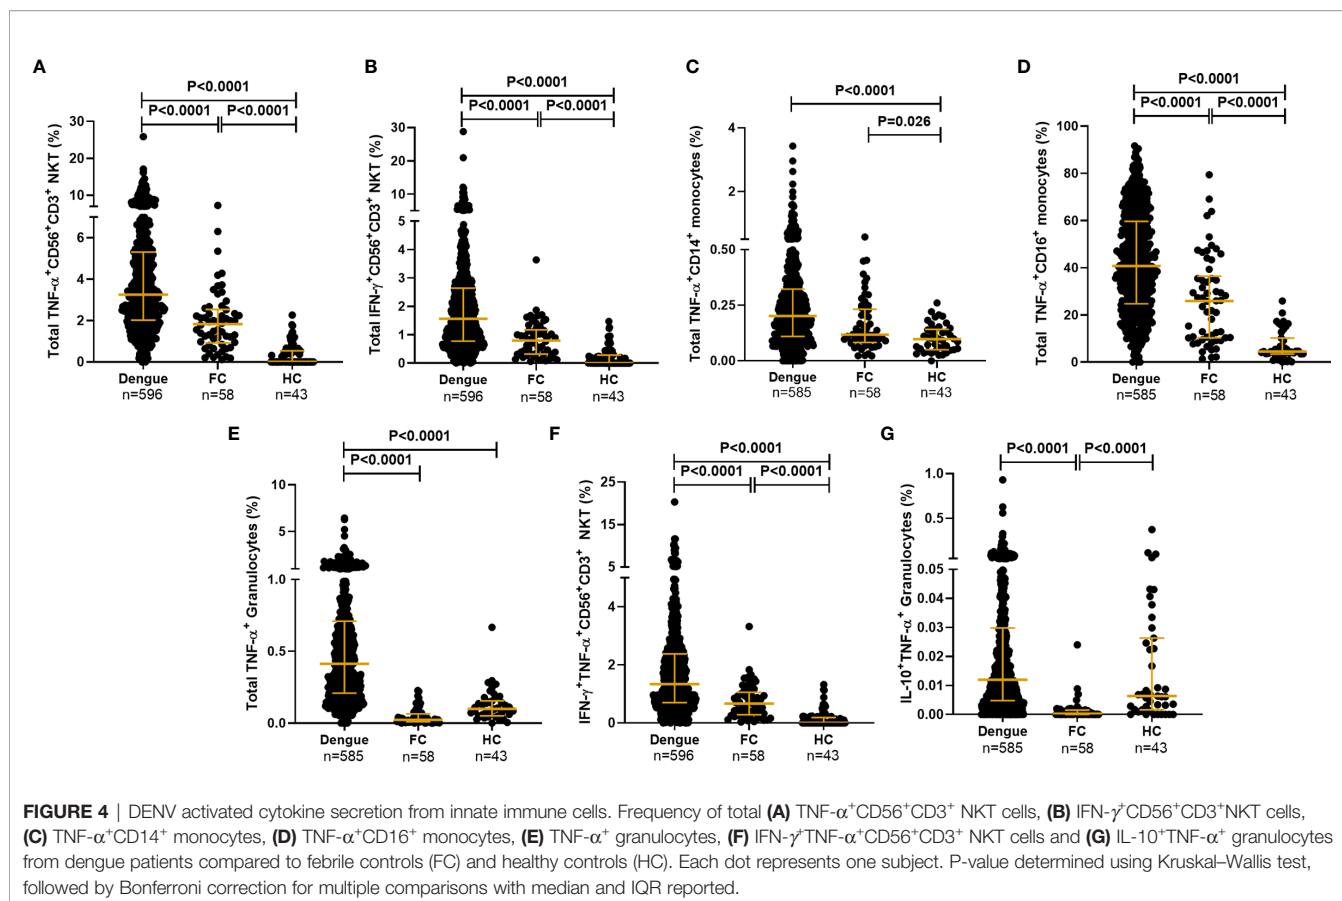 A
P<0.0001
P<0.0001 P<0.0001
Total TNF-α⁺CD56⁺CD3⁺ NKT (%)
30
20
10
6
4
2
0
Dengue FC HC
n=596 n=58 n=43
B
P<0.0001
P<0.0001 P<0.0001
Total IFN-γ⁺CD56⁺CD3⁺ NKT (%)
30
20
10
5
4
3
2
1
0
Dengue FC HC
n=596 n=58 n=43
C
P<0.0001
P=0.026
Total TNF-α⁺CD14⁺ monocytes (%)
4
2
0.50
0.25
0.00
Dengue FC HC
n=585 n=58 n=43
D
P<0.0001
P<0.0001 P<0.0001
Total TNF-α⁺CD16⁺ monocytes (%)
100
80
60
40
20
0
Dengue FC HC
n=585 n=58 n=43
E
P<0.0001
P<0.0001
Total TNF-α⁺ Granulocytes (%)
10
5
1.0
0.5
0.0
Dengue FC HC
n=585 n=58 n=43
F
P<0.0001
P<0.0001 P<0.0001
IFN-γ⁺TNF-α⁺CD56⁺CD3⁺ NKT (%)
25
15
5
4
2
0
Dengue FC HC
n=596 n=58 n=43
G
P<0.0001 P<0.0001
IL-10⁺TNF-α⁺ Granulocytes (%)
1.0
0.5
0.05
0.04
0.03
0.02
0.01
0.00
Dengue FC HC
n=585 n=58 n=43
FIGURE 4 | DENV activated cytokine secretion from innate immune cells. Frequency of total (A) TNF-α⁺CD56⁺CD3⁺ NKT cells, (B) IFN-γ⁺CD56⁺CD3⁺NKT cells,
(C) TNF-α⁺CD14⁺ monocytes, (D) TNF-α⁺CD16⁺ monocytes, (E) TNF-α⁺ granulocytes, (F) IFN-γ⁺TNF-α⁺CD56⁺CD3⁺ NKT cells and (G) IL-10⁺TNF-α⁺ granulocytes
from dengue patients compared to febrile controls (FC) and healthy controls (HC). Each dot represents one subject. P-value determined using Kruskal–Wallis test,
followed by Bonferroni correction for multiple comparisons with median and IQR reported.